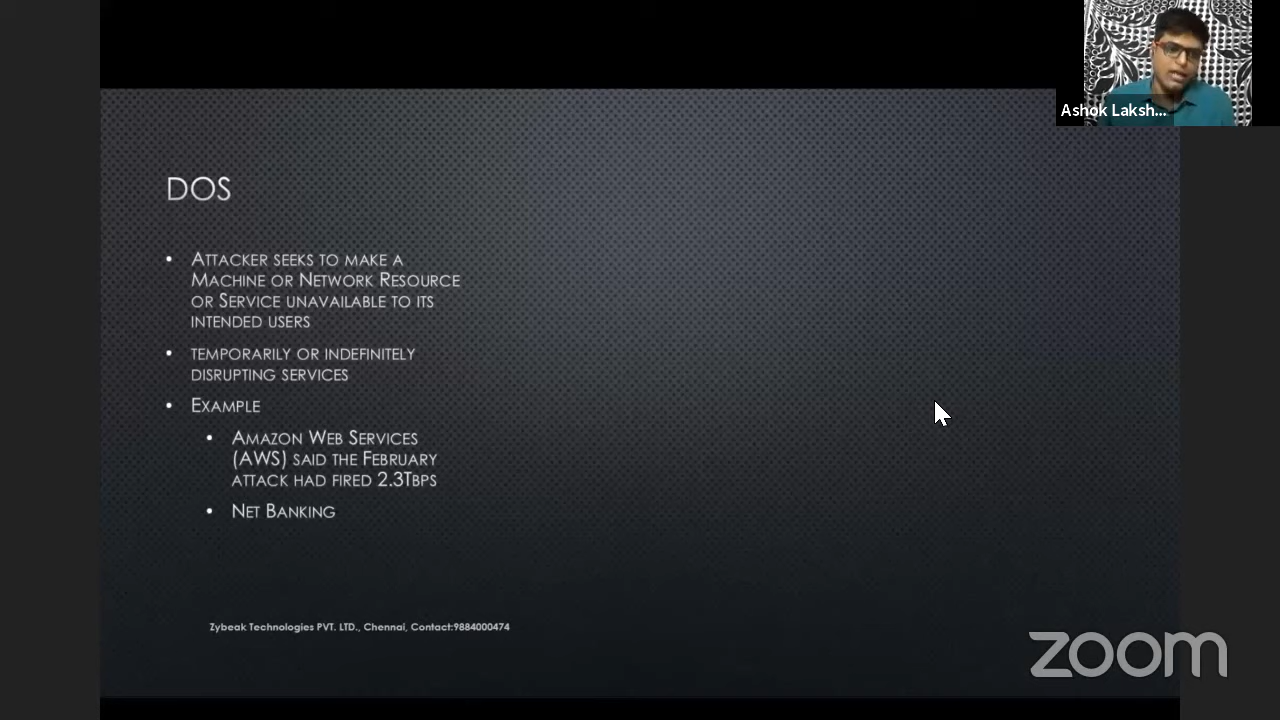 Ashok Laksh...
DOS
• ATTACKER SEEKS TO MAKE A
MACHINE OR NETWORK RESOURCE
OR SERVICE UNAVAILABLE TO ITS
INTENDED USERS
• TEMPORARILY OR INDEFINITELY
DISRUPTING SERVICES
• EXAMPLE
• AMAZON WEB SERVICES
(AWS) SAID THE FEBRUARY
ATTACK HAD FIRED 2.3TBPS
• NET BANKING
Zybeak Technologies PVT. LTD., Chennai, Contact:9884000474
zoom